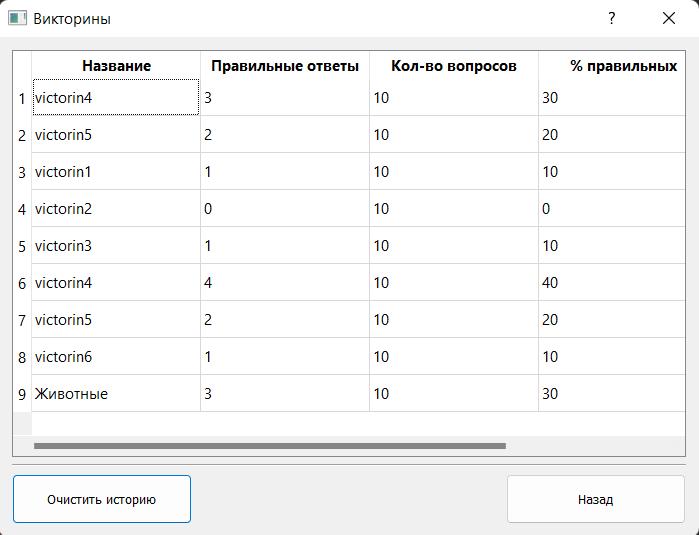 Викторины ?
Название Правильные ответы Кол-во вопросов % правильных
1 victorin4 3 10 30
2 victorin5 2 10 20
3 victorin1 1 10 10
4 victorin2 0 10 0
5 victorin3 1 10 10
6 victorin4 4 10 40
7 victorin5 2 10 20
8 victorin6 1 10 10
9 Животные 3 10 30
Очистить историю Назад